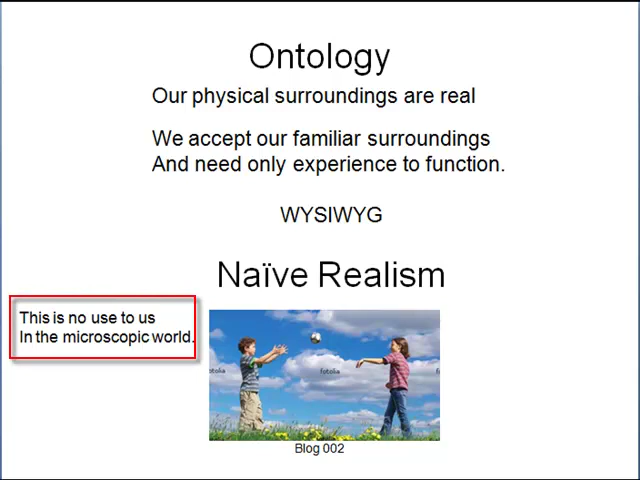 Ontology
Our physical surroundings are real
We accept our familiar surroundings
And need only experience to function.
WYSIWYG
Naïve Realism
This is no use to us
In the microscopic world.
fotolia
fotolia
fotolia
Blog 002